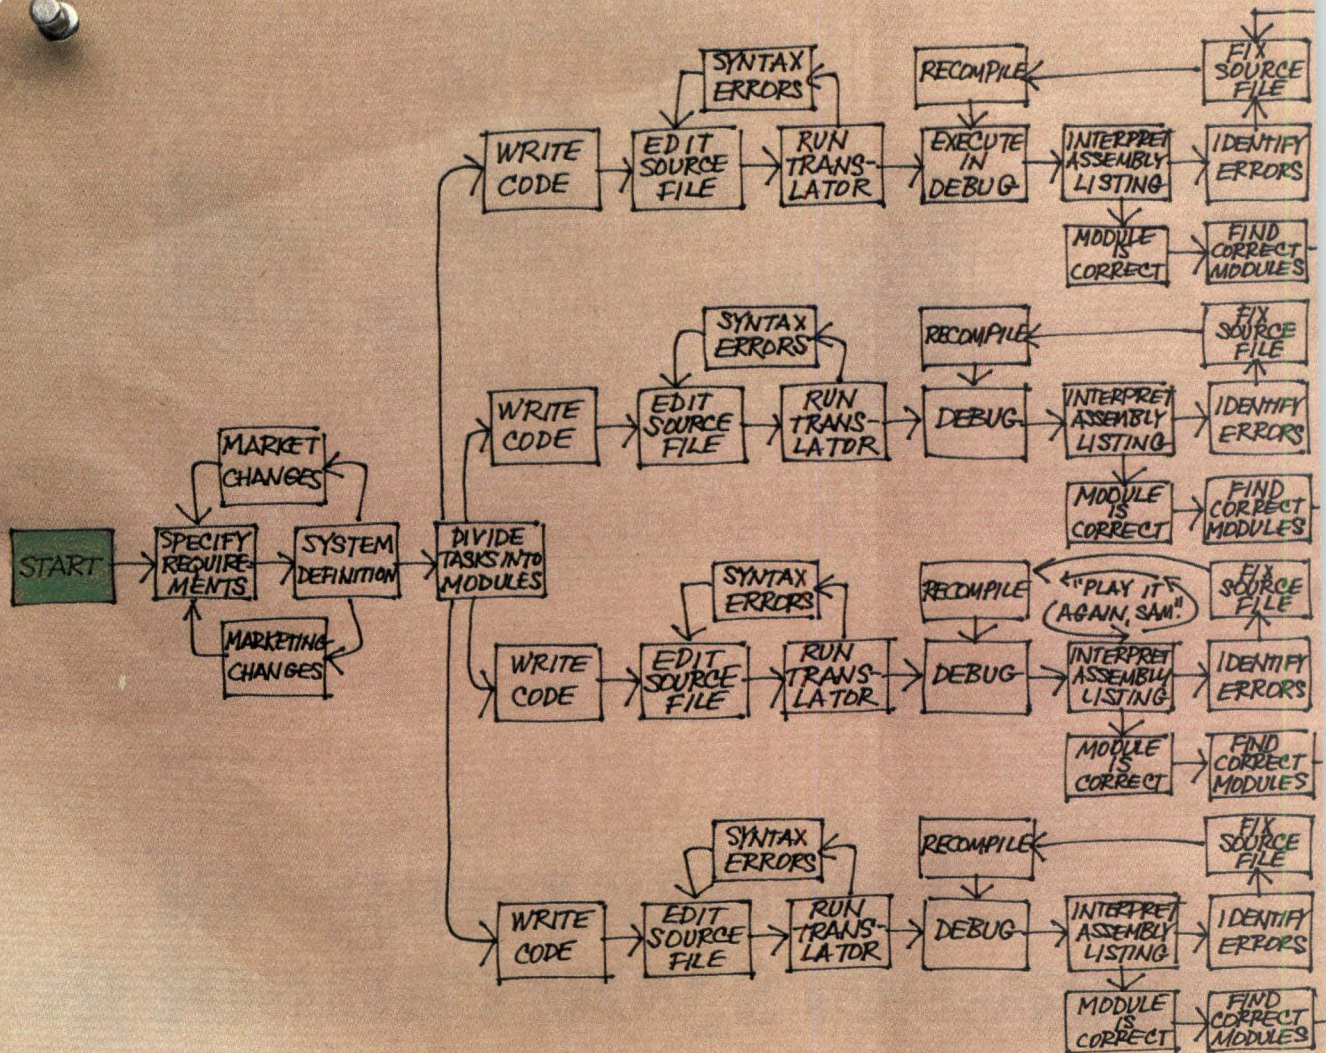 START
SPECIFY
REQUIRE-
MENTS
MARKET
CHANGES
MARKETING
CHANGES
SYSTEM
DEFINITION
DIVIDE
TASKS INTO
MODULES
WRITE
CODE
EDIT
SOURCE
FILE
SYNTAX
ERRORS
RUN
TRANS-
LATOR
RECOMPILE
EXECUTE
IN
DEBUG
INTERPRET
ASSEMBLY
LISTING
FIX
SOURCE
FILE
IDENTIFY
ERRORS
MODULE
IS
CORRECT
FIND
CORRECT
MODULES
WRITE
CODE
EDIT
SOURCE
FILE
SYNTAX
ERRORS
RUN
TRANS-
LATOR
RECOMPILE
DEBUG
INTERPRET
ASSEMBLY
LISTING
FIX
SOURCE
FILE
IDENTIFY
ERRORS
MODULE
IS
CORRECT
FIND
CORRECT
MODULES
WRITE
CODE
EDIT
SOURCE
FILE
SYNTAX
ERRORS
RUN
TRANS-
LATOR
RECOMPILE
DEBUG
"PLAY IT
AGAIN, SAM."
INTERPRET
ASSEMBLY
LISTING
FIX
SOURCE
FILE
IDENTIFY
ERRORS
MODULE
IS
CORRECT
FIND
CORRECT
MODULES
WRITE
CODE
EDIT
SOURCE
FILE
SYNTAX
ERRORS
RUN
TRANS-
LATOR
RECOMPILE
DEBUG
INTERPRET
ASSEMBLY
LISTING
FIX
SOURCE
FILE
IDENTIFY
ERRORS
MODULE
IS
CORRECT
FIND
CORRECT
MODULES